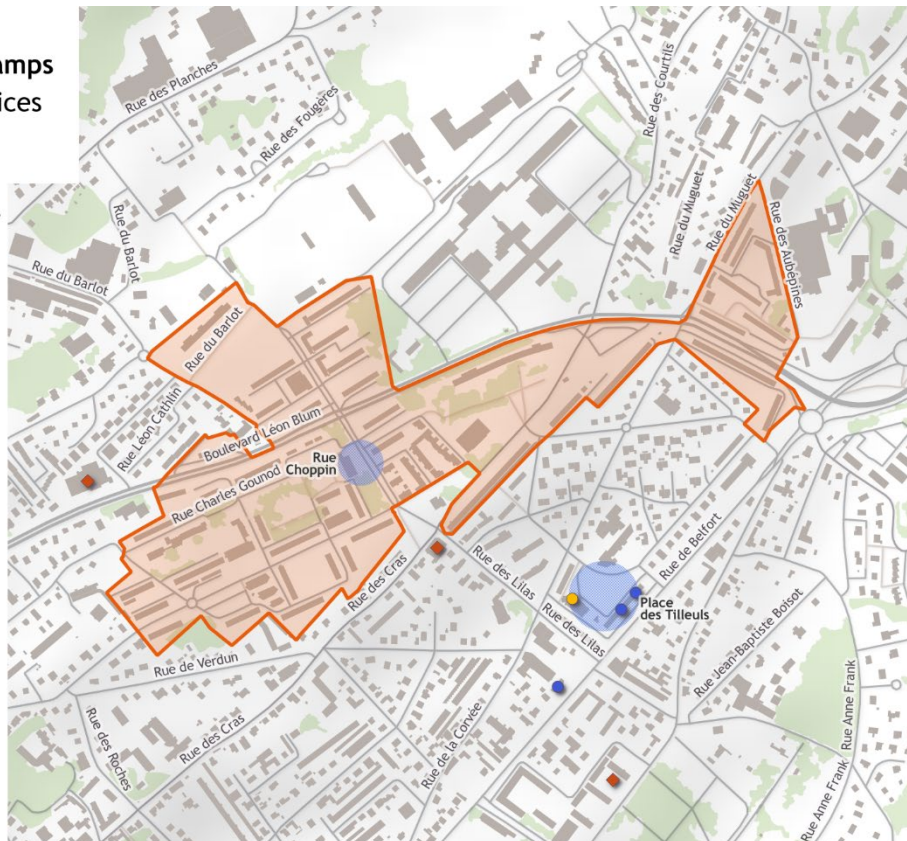 amps
ices
Rue des Planches
Rue des Fougères
Rue des Courtils
Rue du Muguet
Rue du Muguet
Rue des Aubépines
Rue du Barlot
Rue du Barlot
Rue du Barlot
Rue Léon Cathlin
Boulevard Léon Blum
Rue
Choppin
Rue Charles Gounod
Rue des Cras
Rue des Lilas
Rue de Belfort
Place
des Tilleuls
Rue des Lilas
Rue Jean-Baptiste Boisot
Rue de Verdun
Rue des Roches
Rue des Cras
Rue de la Corvée
Rue Anne Frank
Rue Anne Frank